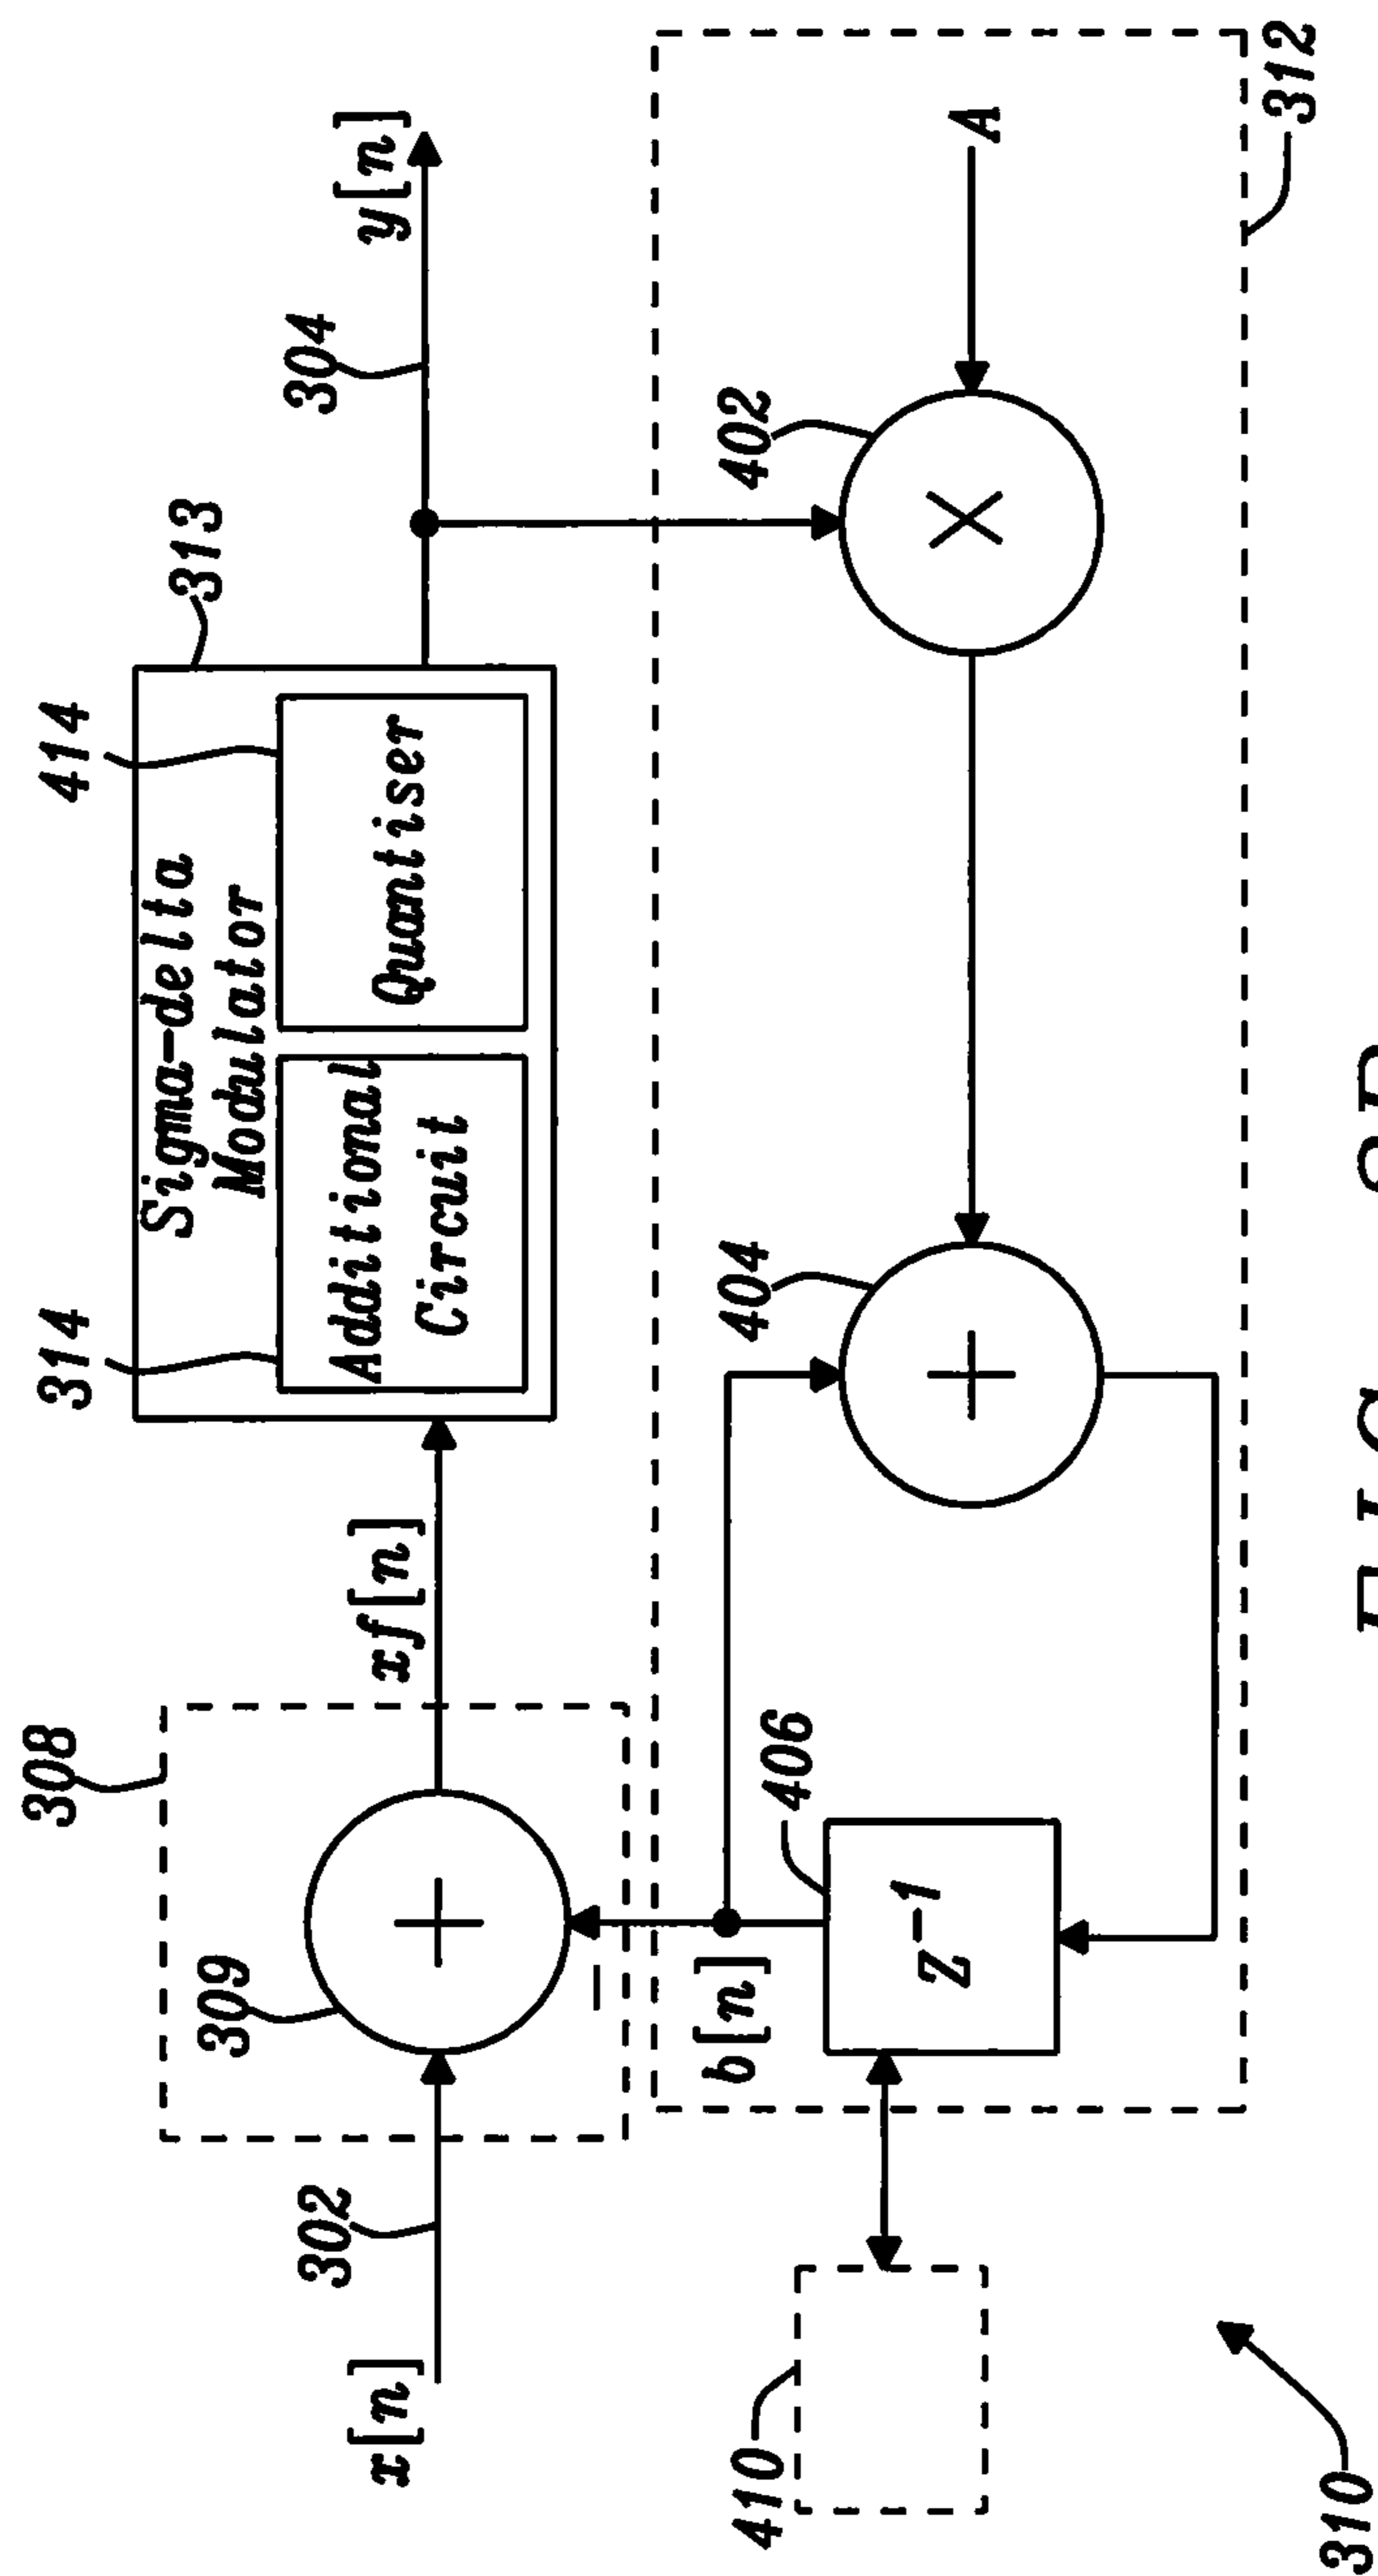 308
314
414
313
304
309
302
x[n]
xf[n]
Sigma-delta
Modulator
Additional
Circuit
Quantiser
y[n]
+
−
b[n]
406
404
402
410
z⁻¹
+
X
A
310
312